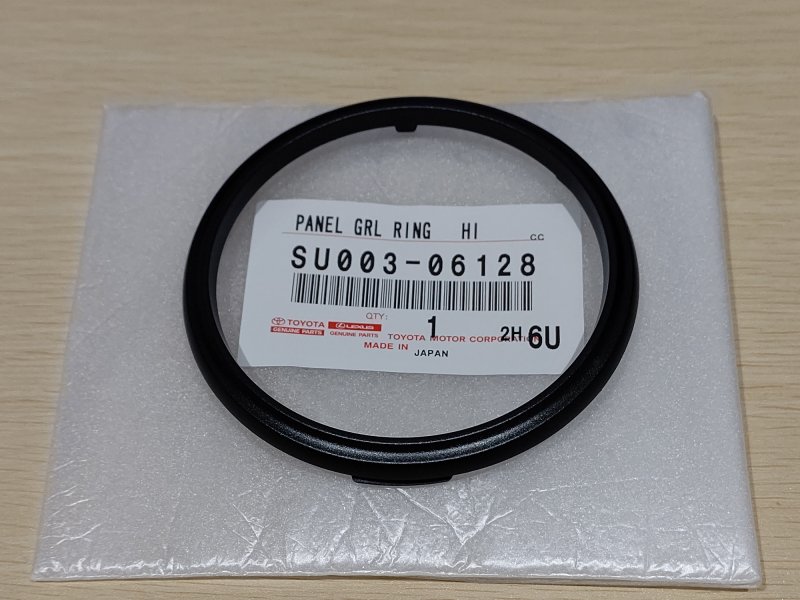 PANEL GRL RING HI
CC
SU003-06128
QTY: 1 2H 6U
TOYOTA LEXUS
GENUINE PARTS GENUINE PARTS TOYOTA MOTOR CORPORATION
MADE IN JAPAN